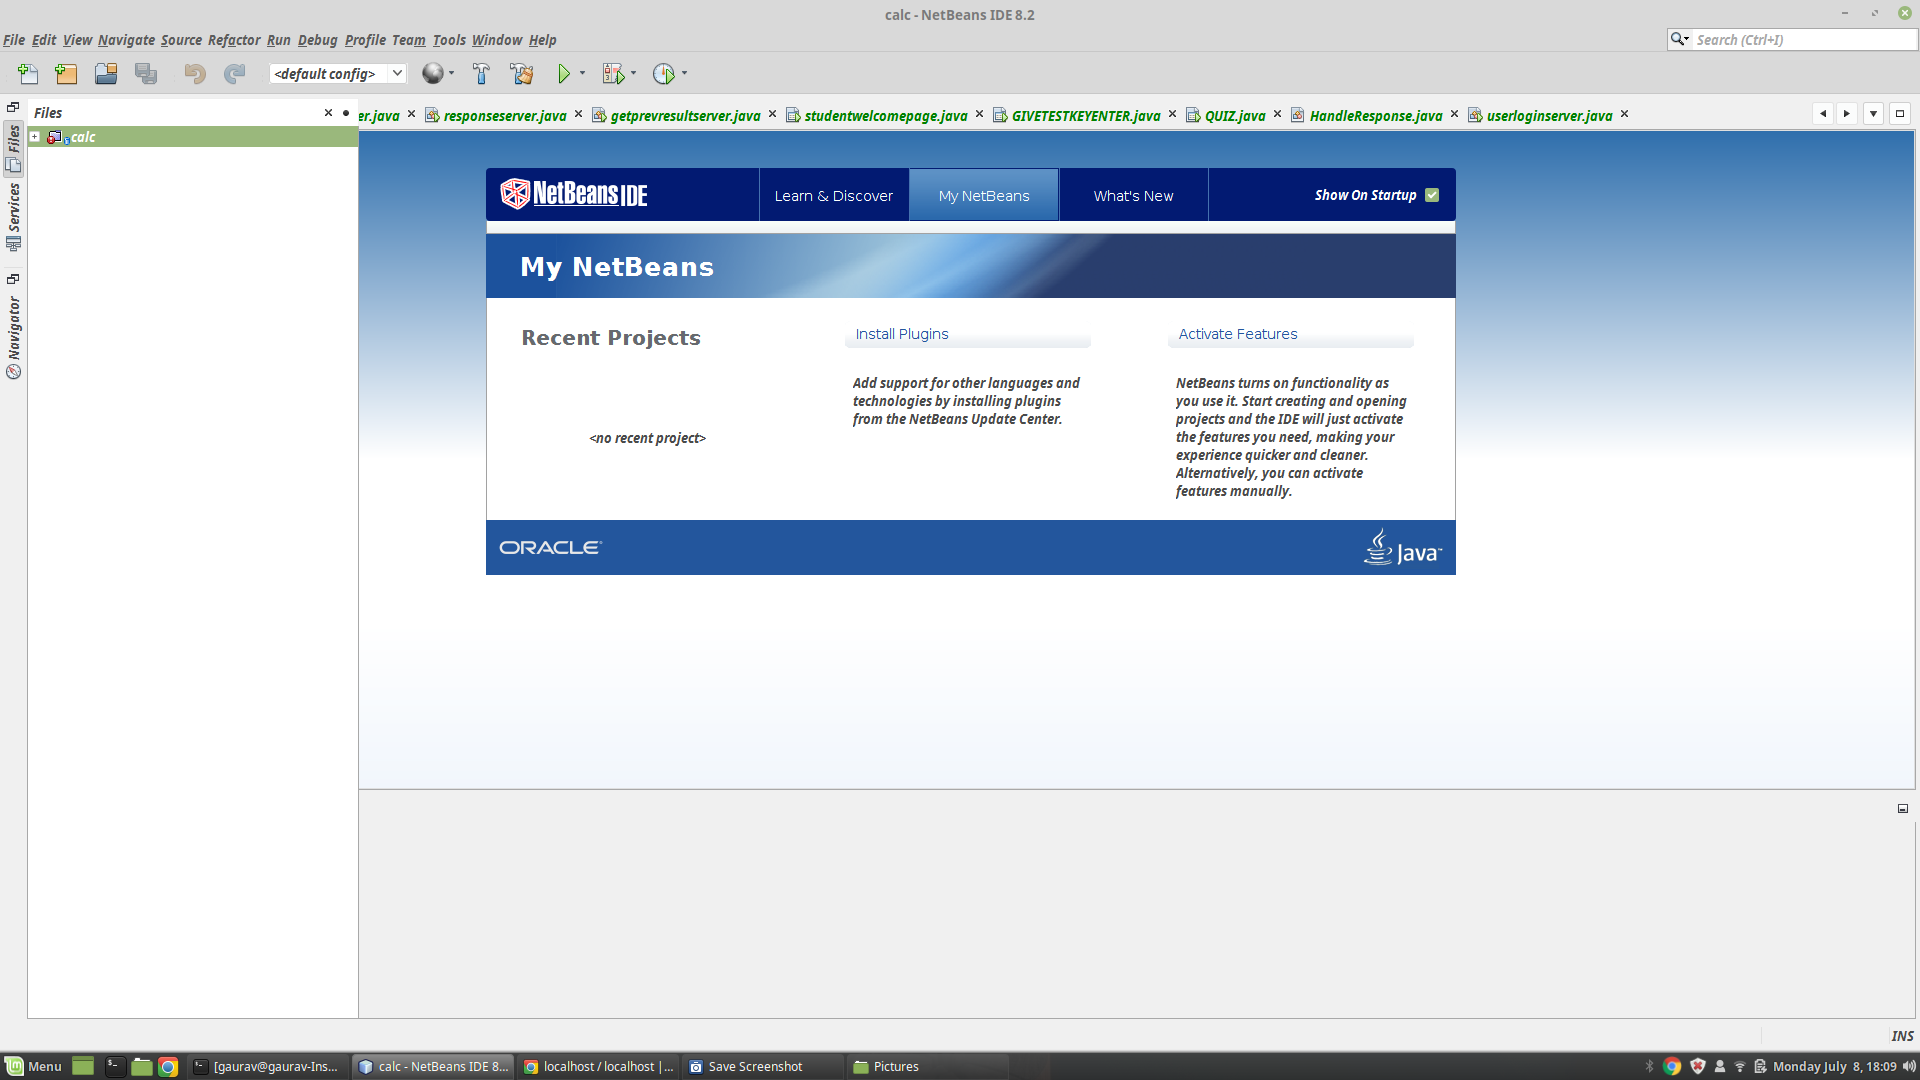 calc - NetBeans IDE 8.2
File Edit View Navigate Source Refactor Run Debug Profile Team Tools Window Help
Search (Ctrl+I)
<default config>
Files
er.java responseserver.java getprevresultserver.java studentwelcomepage.java GIVETESTKEYENTER.java QUIZ.java HandleResponse.java userloginserver.java
calc
Files
Services
Navigator
NetBeans IDE
Learn & Discover
My NetBeans
What's New
Show On Startup
My NetBeans
Recent Projects
<no recent project>
Install Plugins
Add support for other languages and
technologies by installing plugins
from the NetBeans Update Center.
Activate Features
NetBeans turns on functionality as
you use it. Start creating and opening
projects and the IDE will just activate
the features you need, making your
experience quicker and cleaner.
Alternatively, you can activate
features manually.
ORACLE
Java
INS
Menu
[gaurav@gaurav-Ins...
calc - NetBeans IDE 8...
localhost / localhost |...
Save Screenshot
Pictures
Monday July 8, 18:09